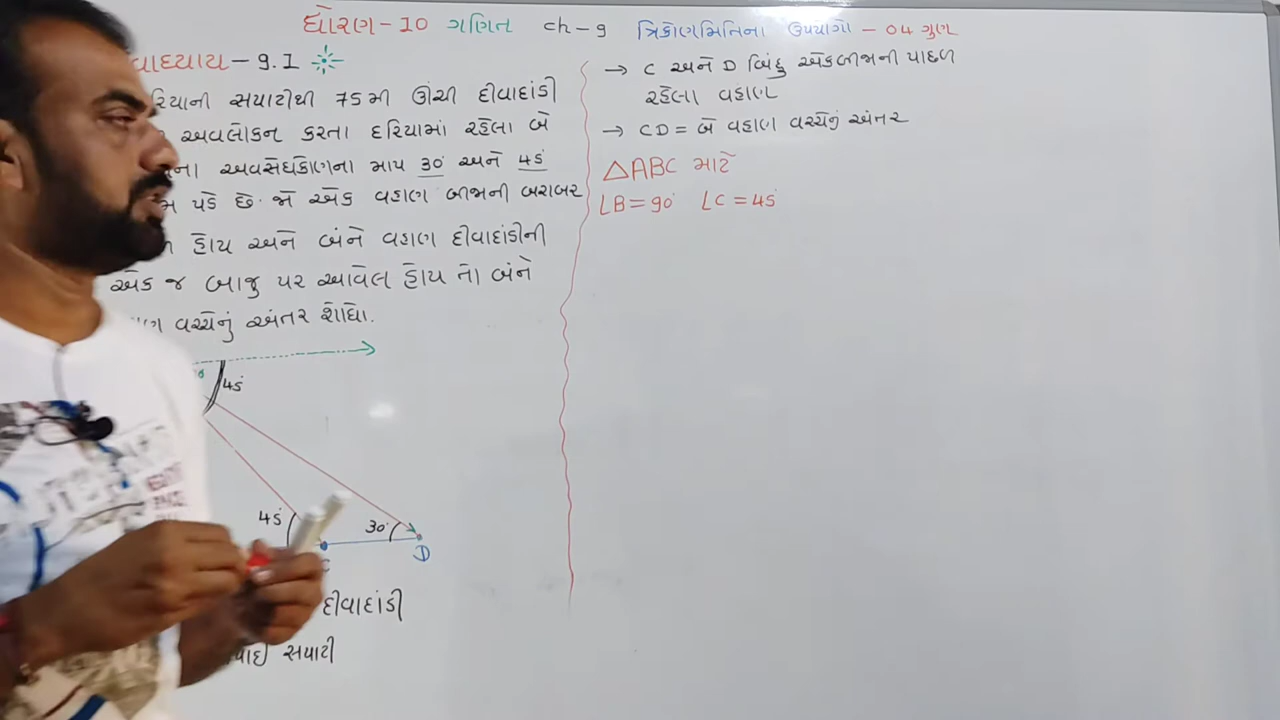 ધોરણ-10 ગણિત ch-9 ત્રિકોણમિતિના ઉપયોગો - 04 ગુણ
9.1
સપાટીથી 75 મી ઊંચી દીવાદાંડી
અવલોકન કરતા દરિયામાં રહેલા બે
અવસેધકોણના માપ 30° અને 45°
પડે છે. જો એક વહાણ બીજાની બરાબર
હોય અને બંને વહાણ દીવાદાંડીની
એક જ બાજુ પર આવેલ હોય તો બંને
વચ્ચેનું અંતર શોધો.
45°
45°
30°
C
D
દીવાદાંડી
સપાટી
→ C અને D બિંદુ એકબીજાની પાછળ
રહેલા વહાણ
→ CD = બે વહાણ વચ્ચેનું અંતર
△ABC માટે
∠B=90° ∠C=45°